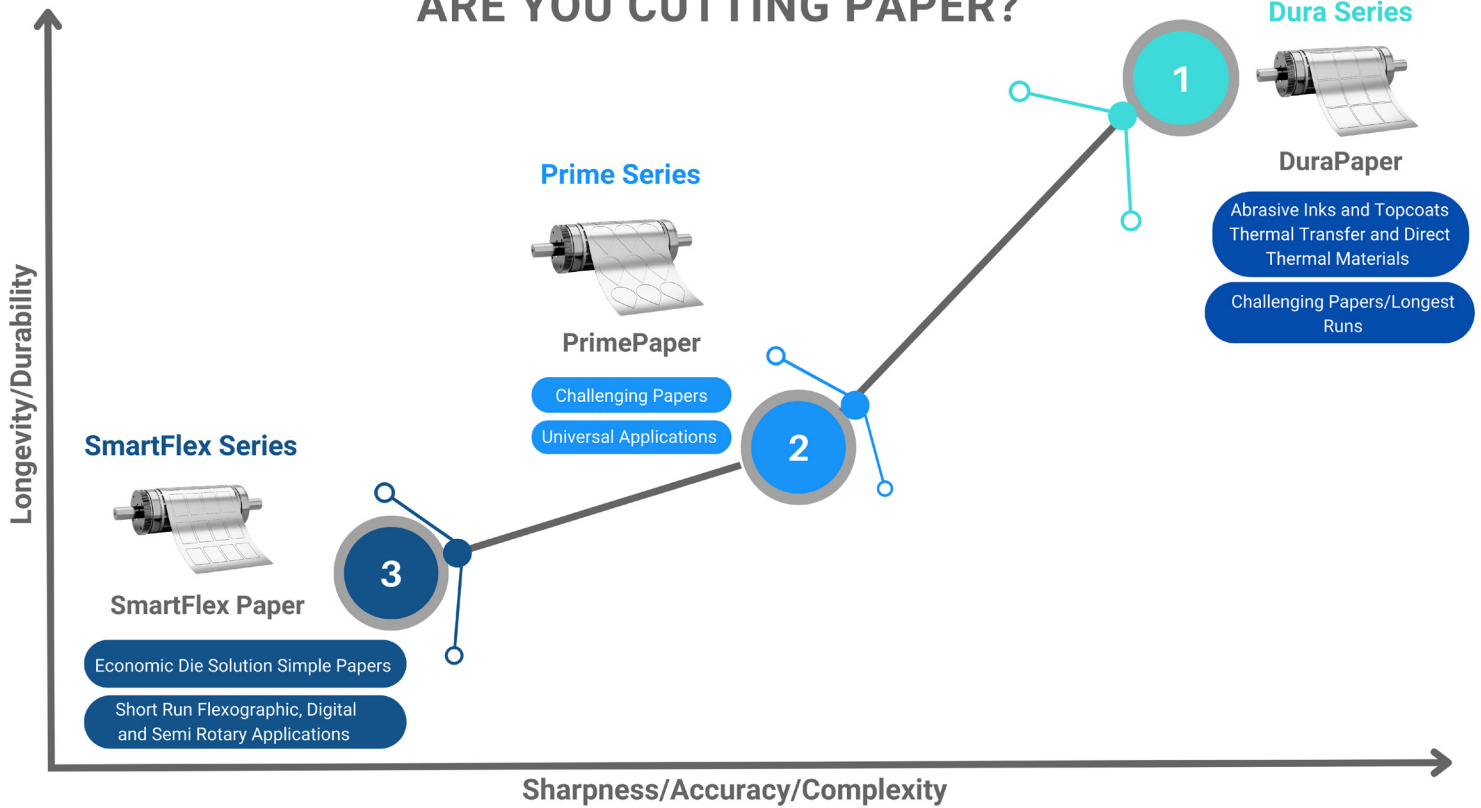 ARE YOU CUTTING PAPER?
Dura Series
1
DuraPaper
Abrasive Inks and Topcoats
Thermal Transfer and Direct
Thermal Materials
Challenging Papers/Longest
Runs
Prime Series
PrimePaper
Challenging Papers
Universal Applications
2
SmartFlex Series
3
SmartFlex Paper
Economic Die Solution Simple Papers
Short Run Flexographic, Digital
and Semi Rotary Applications
Longevity/Durability
Sharpness/Accuracy/Complexity